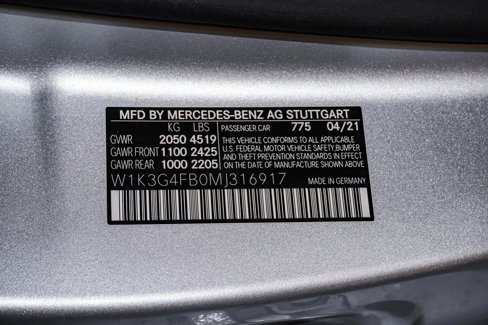 MFD BY MERCEDES-BENZ AG STUTTGART
KG LBS PASSENGER CAR 775 04/21
GVWR 2050 4519 THIS VEHICLE CONFORMS TO ALL APPLICABLE
GAWR FRONT 1100 2425 U.S. FEDERAL MOTOR VEHICLE SAFETY, BUMPER
GAWR REAR 1000 2205 AND THEFT PREVENTION STANDARDS IN EFFECT
ON THE DATE OF MANUFACTURE SHOWN ABOVE
W1K3G4FB0MJ316917 MADE IN GERMANY